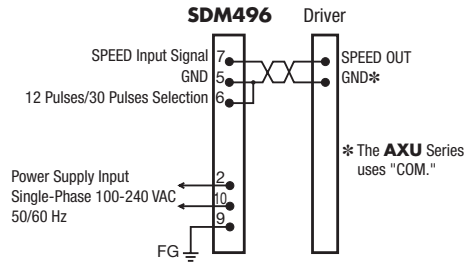 SDM496 Driver
SPEED Input Signal 7 SPEED OUT
GND 5 GND✻
12 Pulses/30 Pulses Selection 6
✻ The AXU Series
uses "COM."
Power Supply Input 2
Single-Phase 100-240 VAC 10
50/60 Hz 9
FG